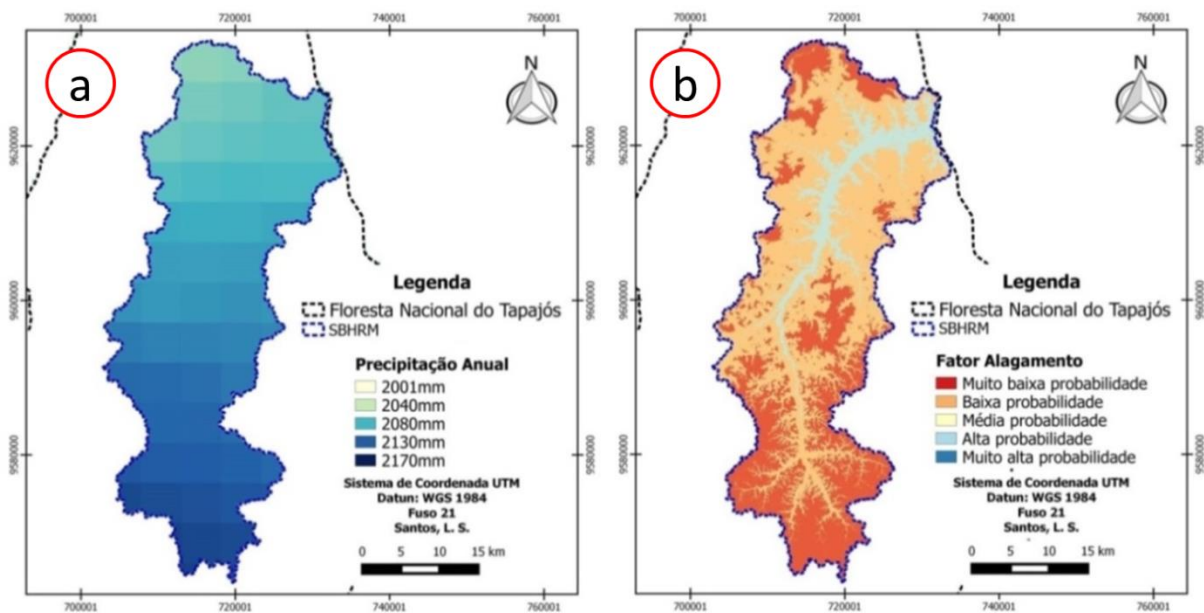 700001 720001 740001 760001
a
N
9620000
9600000
9580000
Legenda
Floresta Nacional do Tapajós
SBHRM
Precipitação Anual
2001mm
2040mm
2080mm
2130mm
2170mm
Sistema de Coordenada UTM
Datun: WGS 1984
Fuso 21
Santos, L. S.
0 5 10 15 km
700001 720001 740001 760001
700001 720001 740001 760001
b
N
9620000
9600000
9580000
9620000
9600000
9580000
Legenda
Floresta Nacional do Tapajós
SBHRM
Fator Alagamento
Muito baixa probabilidade
Baixa probabilidade
Média probabilidade
Alta probabilidade
Muito alta probabilidade
Sistema de Coordenada UTM
Datun: WGS 1984
Fuso 21
Santos, L. S.
0 5 10 15 km
700001 720001 740001 760001